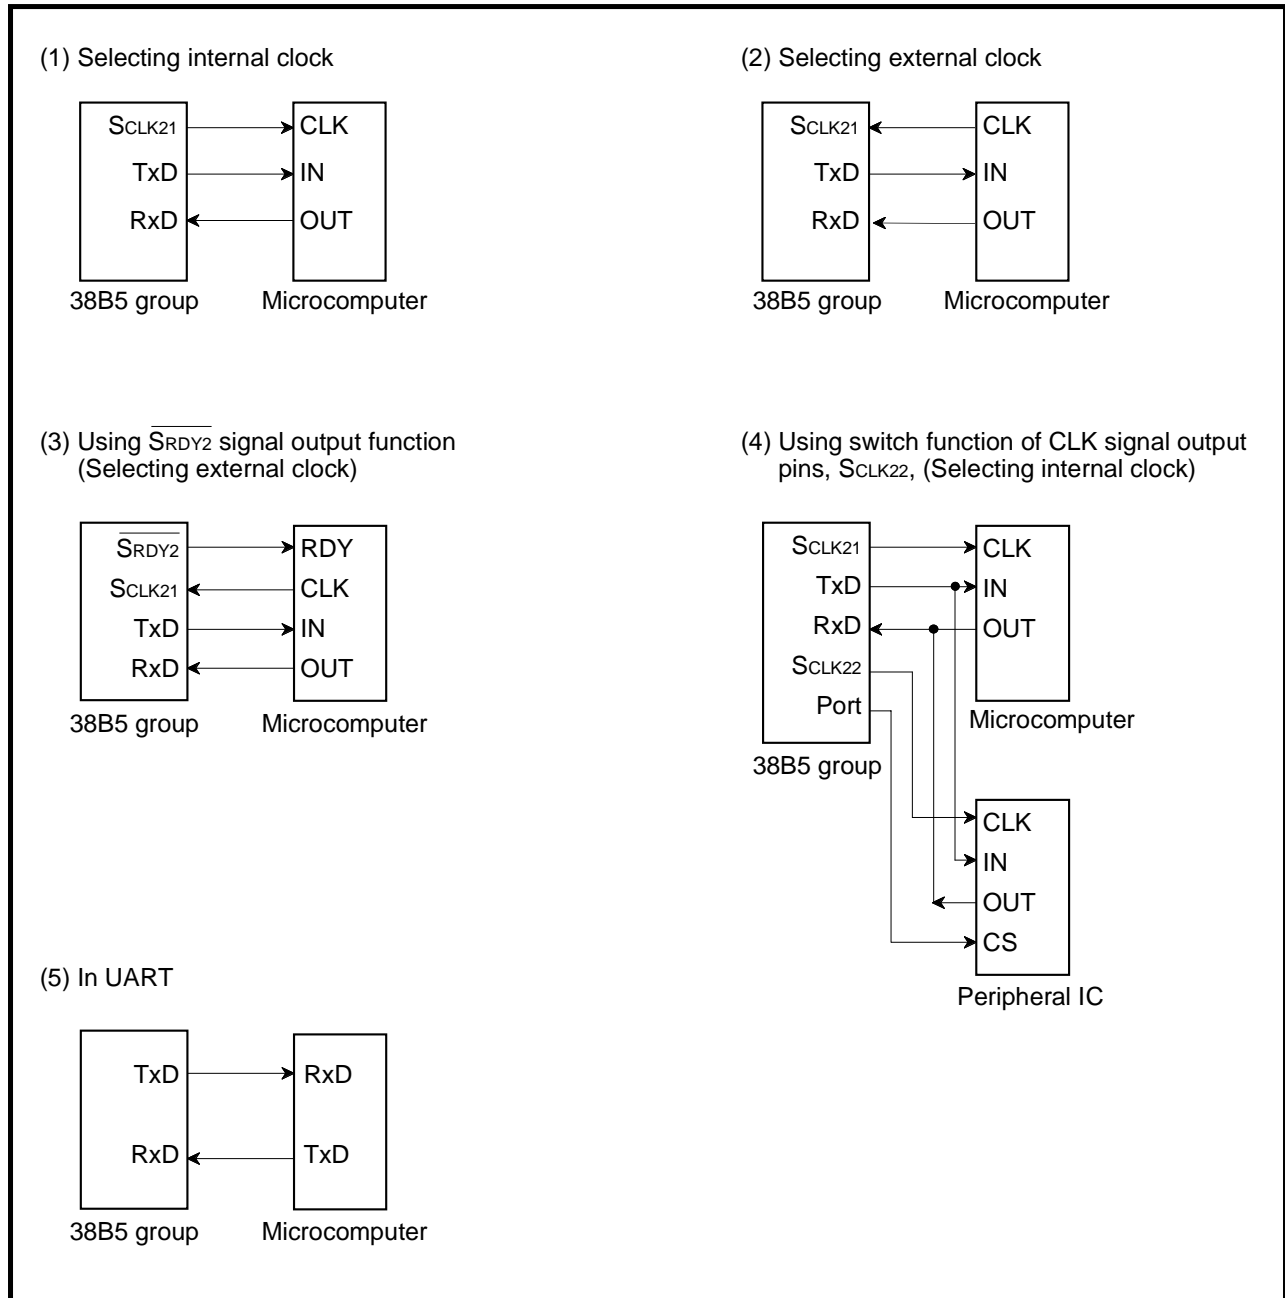 (1) Selecting internal clock
SCLK21 CLK
TxD IN
RxD OUT
38B5 group Microcomputer
(2) Selecting external clock
SCLK21 CLK
TxD IN
RxD OUT
38B5 group Microcomputer
(3) Using SRDY2 signal output function
(Selecting external clock)
SRDY2 RDY
SCLK21 CLK
TxD IN
RxD OUT
38B5 group Microcomputer
(4) Using switch function of CLK signal output
pins, SCLK22, (Selecting internal clock)
SCLK21 CLK
TxD IN
RxD OUT
SCLK22
Port
Microcomputer
38B5 group
CLK
IN
OUT
CS
Peripheral IC
(5) In UART
TxD RxD
RxD TxD
38B5 group Microcomputer